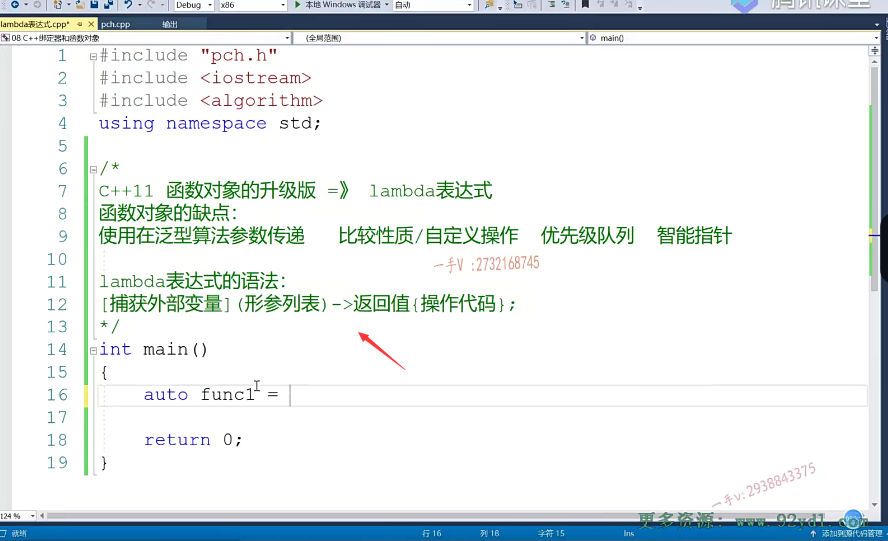 Debug x86 本地 Windows 调试器 自动
腾讯课堂
lambda表达式.cpp* pch.cpp 输出
08 C++绑定器和函数对象 (全局范围) main()
1 #include "pch.h"
2 #include <iostream>
3 #include <algorithm>
4 using namespace std;
5
6 /*
7 C++11 函数对象的升级版 =》 lambda表达式
8 函数对象的缺点：
9 使用在泛型算法参数传递 比较性质/自定义操作 优先级队列 智能指针
一手V :2732168745
10
11 lambda表达式的语法：
12 [捕获外部变量](形参列表)->返回值{操作代码};
13 */
14 int main()
15 {
16 auto func1 =
17
18 return 0;
19 }
一手v:2938843375
124 %
更多资源：www.92yd1.com
就绪 行 16 列 18 字符 15 Ins 添加到源代码管理